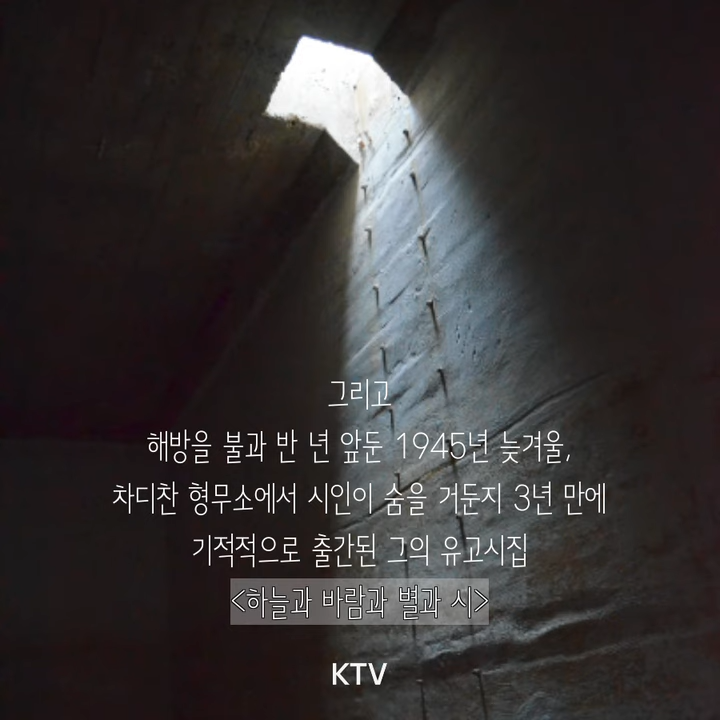 그리고
해방을 불과 반 년 앞둔 1945년 늦겨울,
차디찬 형무소에서 시인이 숨을 거둔지 3년 만에
기적적으로 출간된 그의 유고시집
<하늘과 바람과 별과 시>
KTV